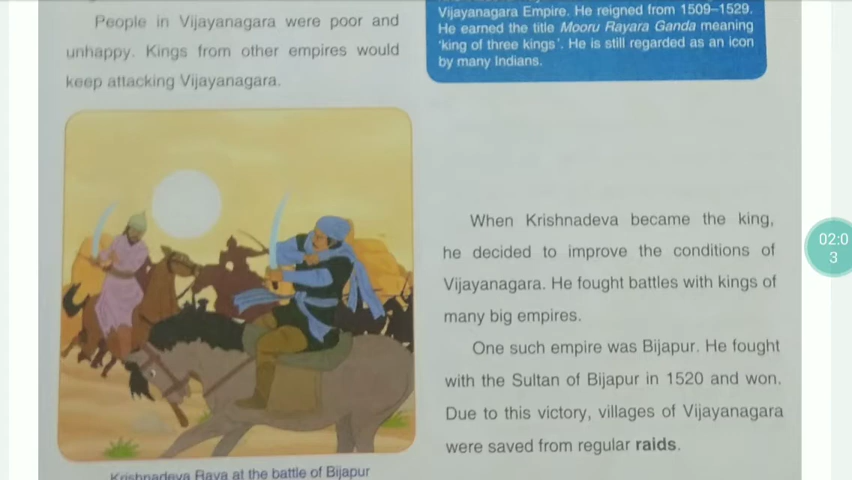 People in Vijayanagara were poor and
unhappy. Kings from other empires would
keep attacking Vijayanagara.
Krishnadeva Raya at the battle of Bijapur
Vijayanagara Empire. He reigned from 1509–1529.
He earned the title Mooru Rayara Ganda meaning
'king of three kings'. He is still regarded as an icon
by many Indians.
When Krishnadeva became the king,
he decided to improve the conditions of
Vijayanagara. He fought battles with kings of
many big empires.
One such empire was Bijapur. He fought
with the Sultan of Bijapur in 1520 and won.
Due to this victory, villages of Vijayanagara
were saved from regular raids.
02:0
3